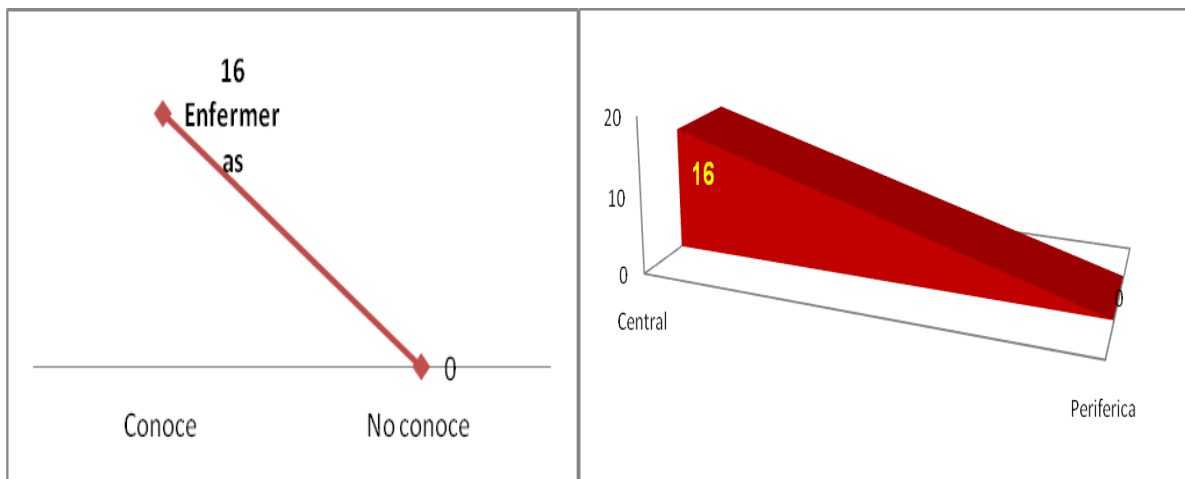 16
Enfermer
as
0
Conoce
No conoce
20
16
10
0
0
Central
Periferica